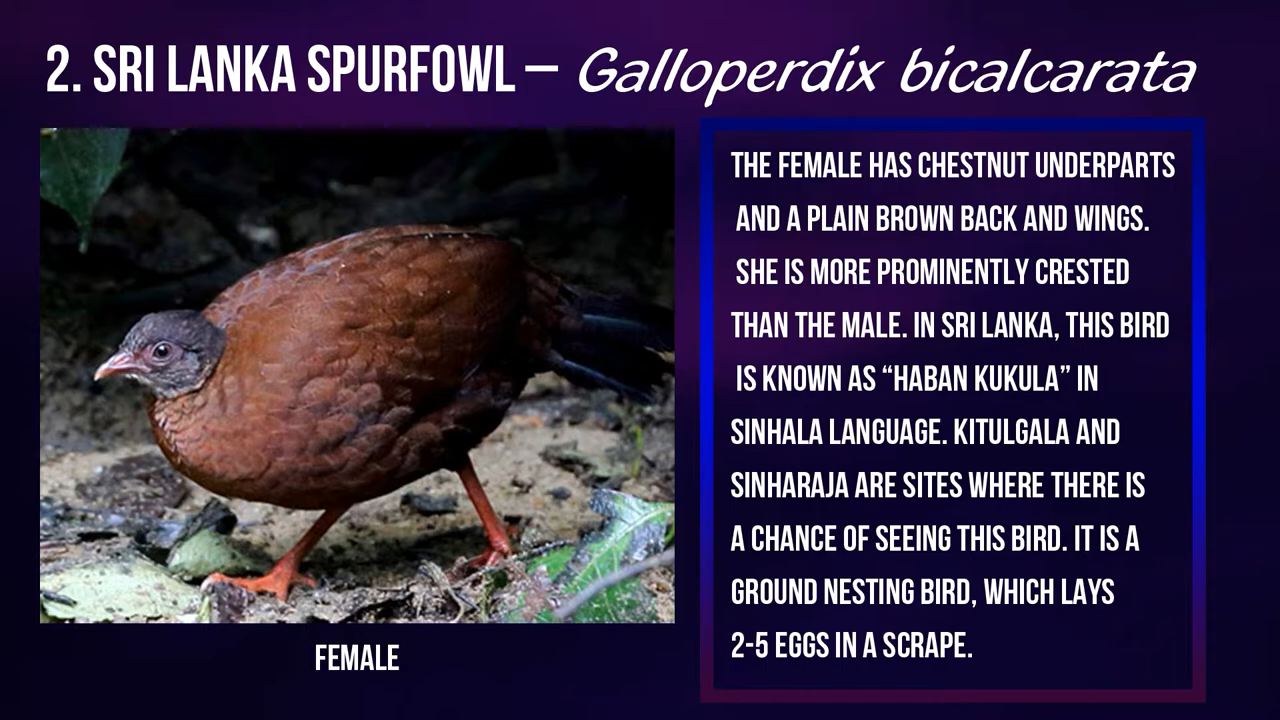 2. SRI LANKA SPURFOWL – Galloperdix bicalcarata
THE FEMALE HAS CHESTNUT UNDERPARTS
AND A PLAIN BROWN BACK AND WINGS.
SHE IS MORE PROMINENTLY CRESTED
THAN THE MALE. IN SRI LANKA, THIS BIRD
IS KNOWN AS “HABAN KUKULA” IN
SINHALA LANGUAGE. KITULGALA AND
SINHARAJA ARE SITES WHERE THERE IS
A CHANCE OF SEEING THIS BIRD. IT IS A
GROUND NESTING BIRD, WHICH LAYS
2-5 EGGS IN A SCRAPE.
FEMALE